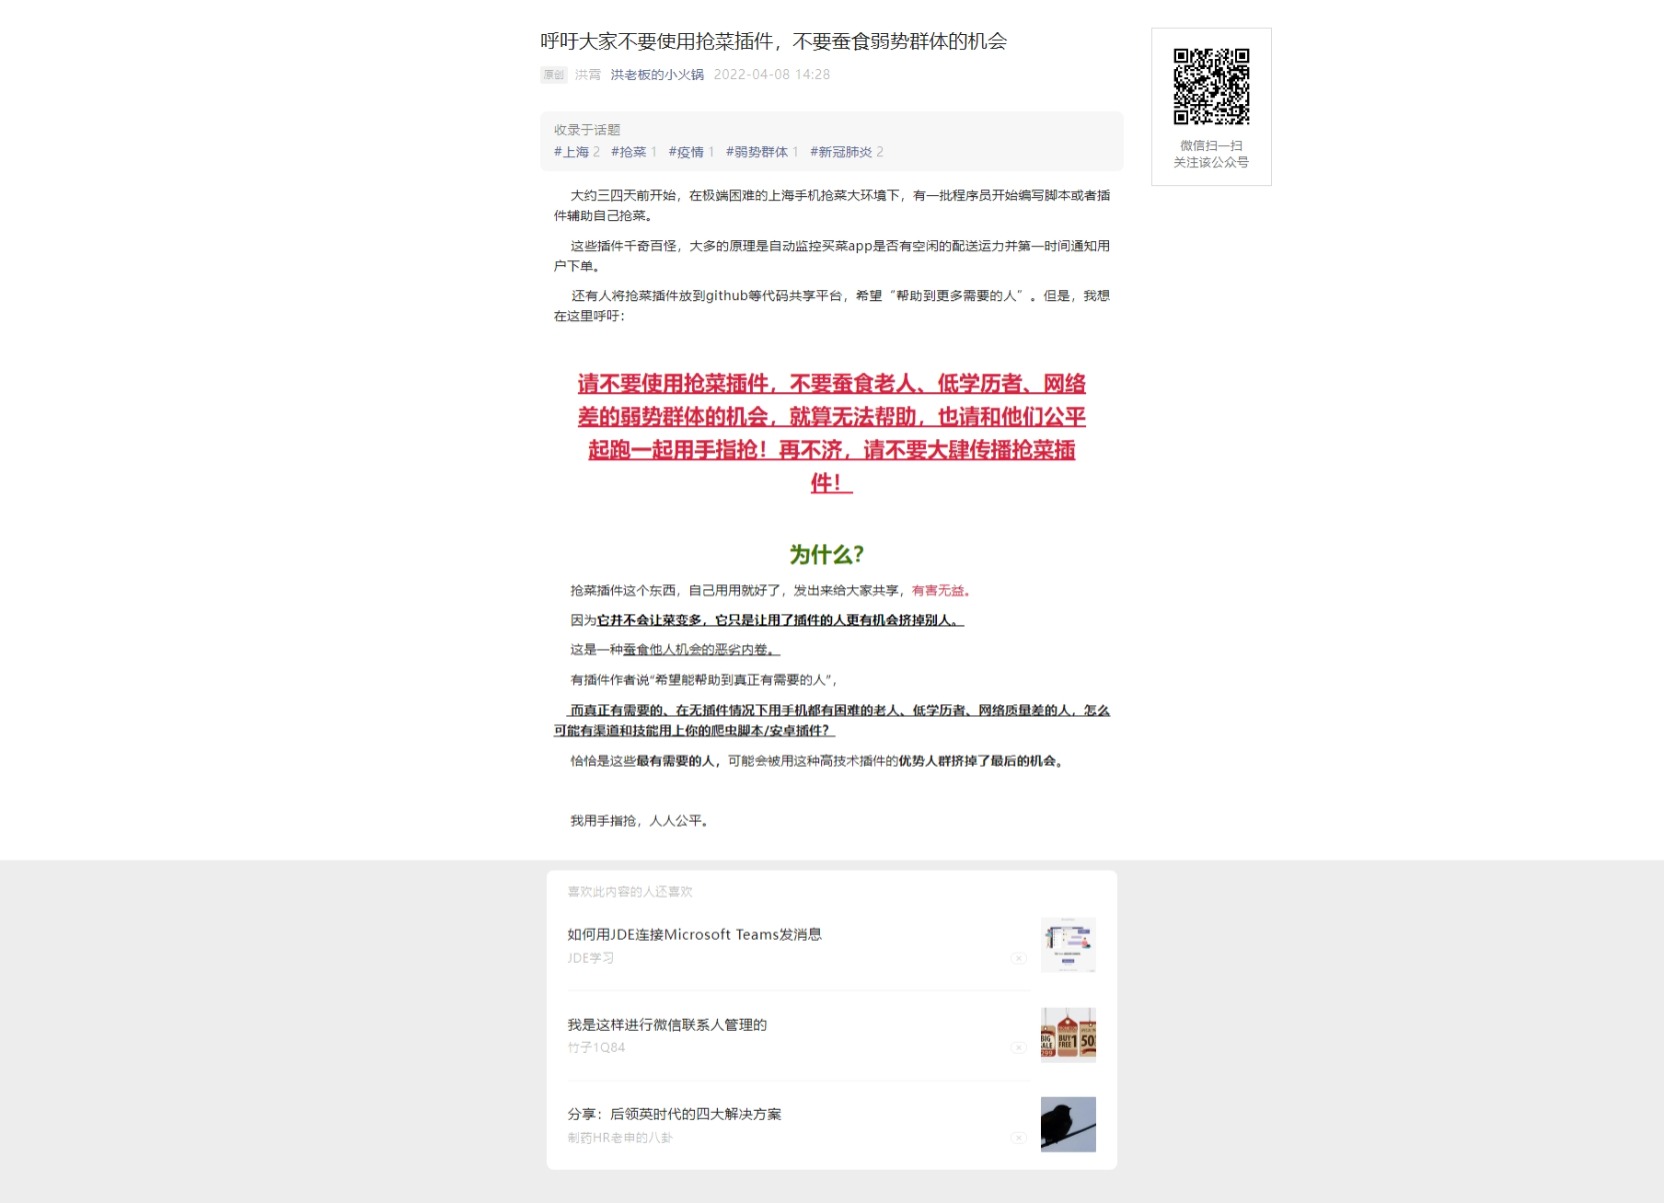 呼吁大家不要使用抢菜插件，不要蚕食弱势群体的机会
原创 洪霄 洪老板的小火锅 2022-04-08 14:28
微信扫一扫
关注该公众号
收录于话题
#上海 2 #抢菜 1 #疫情 1 #弱势群体 1 #新冠肺炎 2
大约三四天前开始，在极端困难的上海手机抢菜大环境下，有一批程序员开始编写脚本或者插
件辅助自己抢菜。
这些插件千奇百怪，大多的原理是自动监控买菜app是否有空闲的配送运力并第一时间通知用
户下单。
还有人将抢菜插件放到github等代码共享平台，希望“帮助到更多需要的人”。但是，我想
在这里呼吁：
请不要使用抢菜插件，不要蚕食老人、低学历者、网络
差的弱势群体的机会，就算无法帮助，也请和他们公平
起跑一起用手指抢！再不济，请不要大肆传播抢菜插
件！
为什么？
抢菜插件这个东西，自己用用就好了，发出来给大家共享，有害无益。
因为它并不会让菜变多，它只是让用了插件的人更有机会挤掉别人。
这是一种蚕食他人机会的恶劣内卷。
有插件作者说“希望能帮助到真正有需要的人”，
而真正有需要的、在无插件情况下用手机都有困难的老人、低学历者、网络质量差的人，怎么
可能有渠道和技能用上你的爬虫脚本/安卓插件？
恰恰是这些最有需要的人，可能会被用这种高技术插件的优势人群挤掉了最后的机会。
我用手指抢，人人公平。
喜欢此内容的人还喜欢
如何用JDE连接Microsoft Teams发消息
JDE学习
我是这样进行微信联系人管理的
竹子1Q84
BIG SALE
BUY 1 FREE 1
50
分享：后领英时代的四大解决方案
制药HR老申的八卦